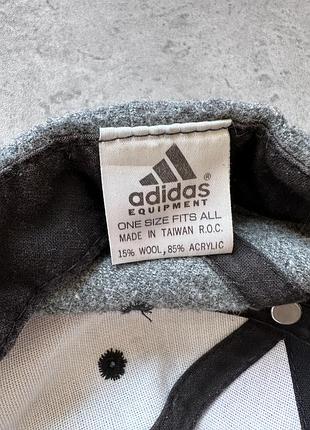 adidas®
EQUIPMENT
ONE SIZE FITS ALL
MADE IN TAIWAN R.O.C.
15% WOOL, 85% ACRYLIC